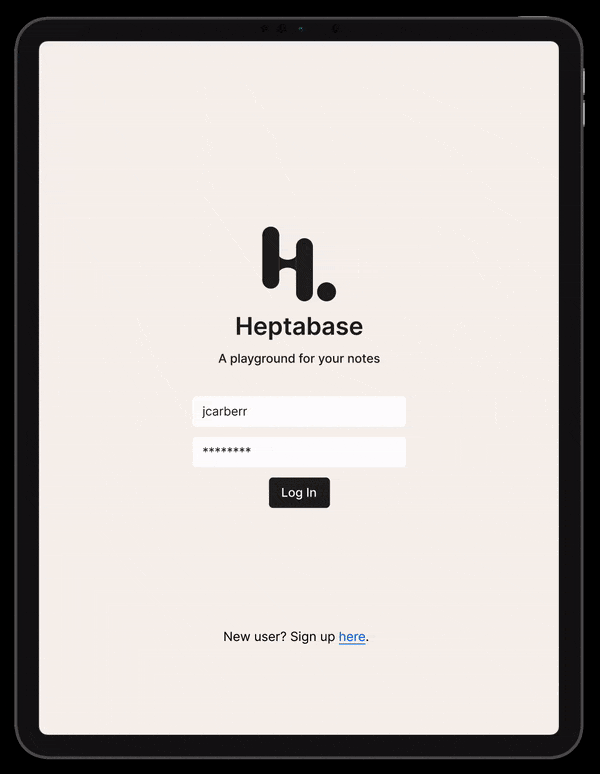 H.
Heptabase
A playground for your notes
jcarberr
********
Log In
New user? Sign up here.